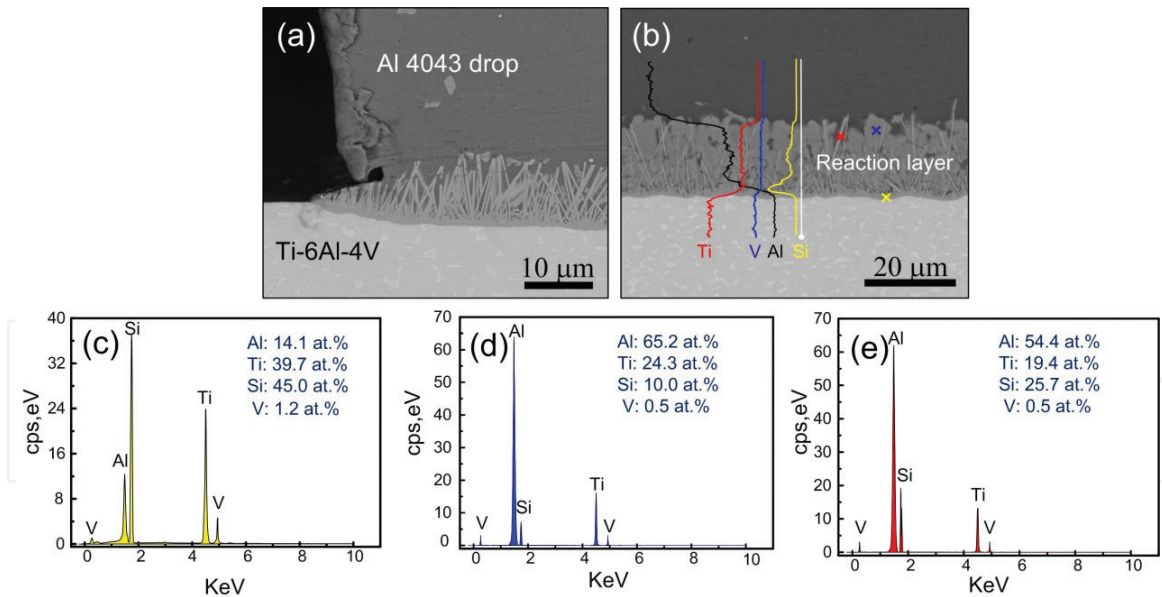 (a)
Al 4043 drop
Ti-6Al-4V
10 μm
(b)
Reaction layer
Ti
V
Al
Si
20 μm
(c)
40
36
32
28
24
20
16
12
8
4
0
cps,eV
Al: 14.1 at.%
Ti: 39.7 at.%
Si: 45.0 at.%
V: 1.2 at.%
V
Al
Si
Ti
V
0 2 4 6 8 10
KeV
(d)
70
60
50
40
30
20
10
0
cps,eV
Al: 65.2 at.%
Ti: 24.3 at.%
Si: 10.0 at.%
V: 0.5 at.%
V
Al
Si
Ti
V
0 2 4 6 8 10
KeV
(e)
70
60
50
40
30
20
10
0
cps,eV
Al: 54.4 at.%
Ti: 19.4 at.%
Si: 25.7 at.%
V: 0.5 at.%
V
Al
Si
Ti
V
0 2 4 6 8 10
KeV